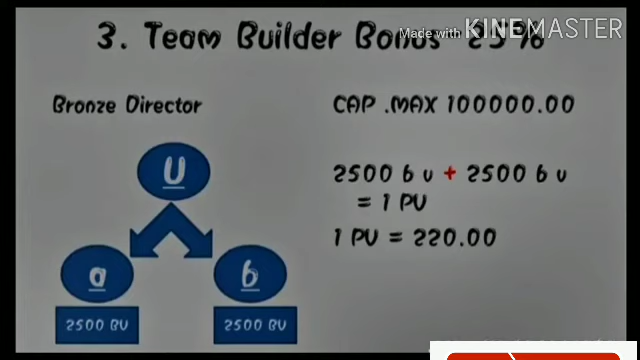 3. Team Builder Bonus 25%
Made with KINEMASTER
Bronze Director
CAP .MAX 100000.00
U
2500 b v + 2500 b v
= 1 PV
1 PV = 220.00
a
b
2500 BV
2500 BV